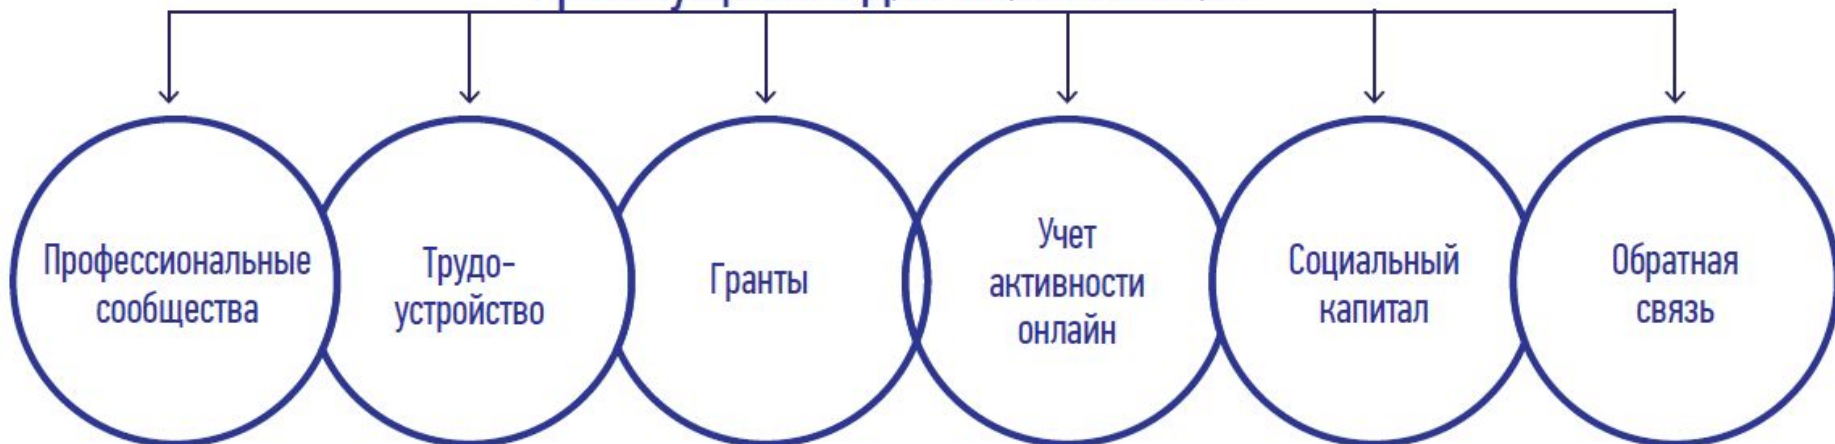 Профессиональные
сообщества
Трудо-
устройство
Гранты
Учет
активности
онлайн
Социальный
капитал
Обратная
связь